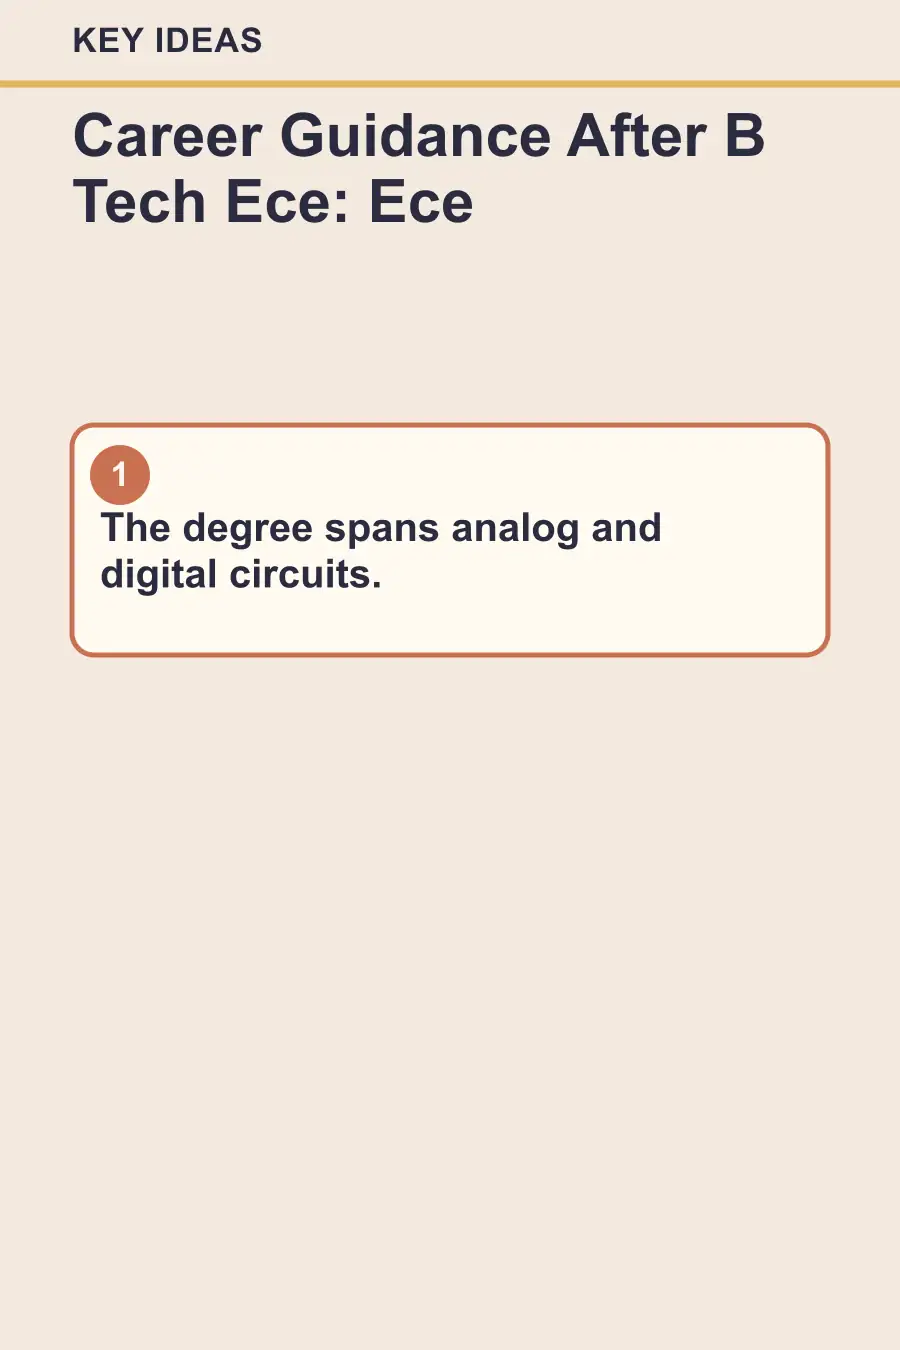 KEY IDEAS
Career Guidance After B
Tech Ece: Ece
1
The degree spans analog and
digital circuits.